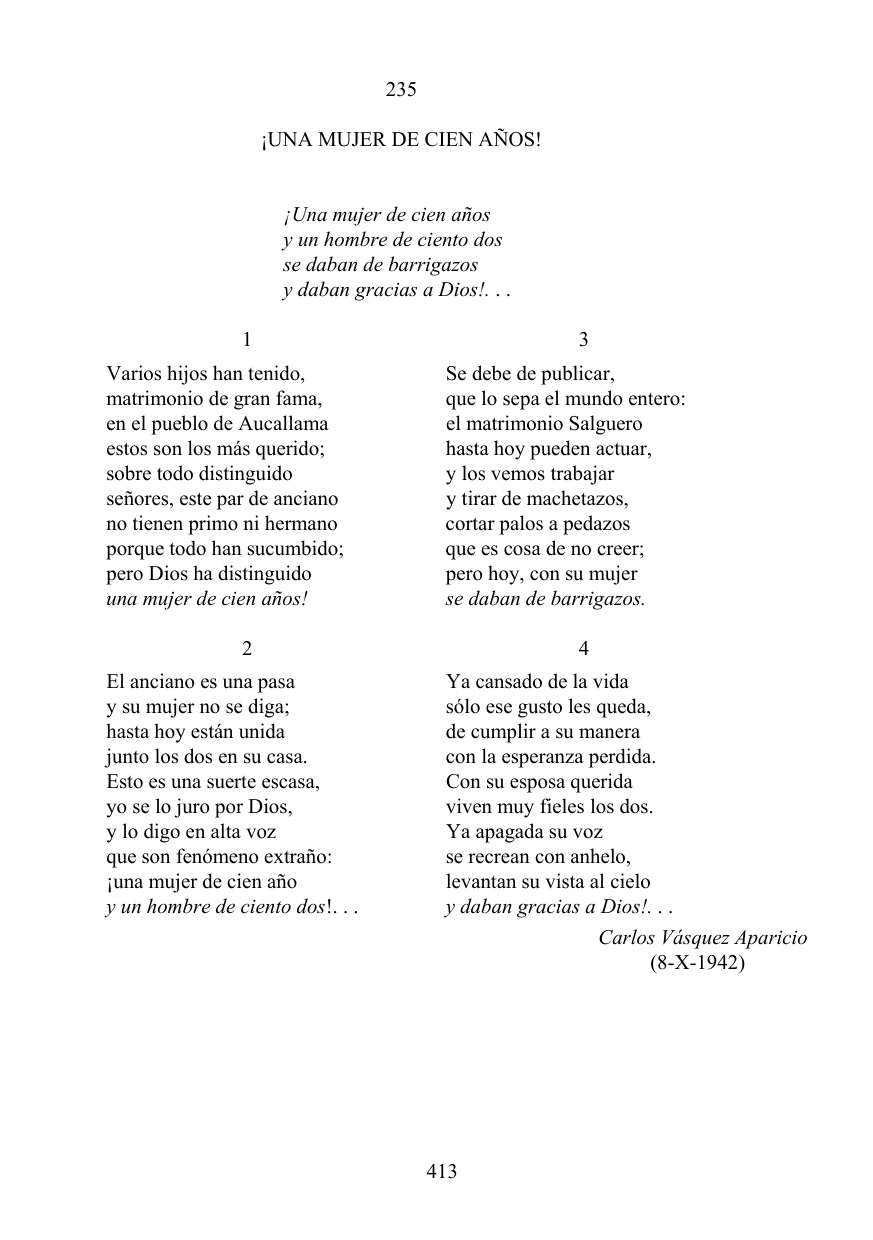 235
¡UNA MUJER DE CIEN AÑOS!
¡Una mujer de cien años
y un hombre de ciento dos
se daban de barrigazos
y daban gracias a Dios!. . .
1
Varios hijos han tenido,
matrimonio de gran fama,
en el pueblo de Aucallama
estos son los más querido;
sobre todo distinguido
señores, este par de anciano
no tienen primo ni hermano
porque todo han sucumbido;
pero Dios ha distinguido
una mujer de cien años!
2
El anciano es una pasa
y su mujer no se diga;
hasta hoy están unida
junto los dos en su casa.
Esto es una suerte escasa,
yo se lo juro por Dios,
y lo digo en alta voz
que son fenómeno extraño:
¡una mujer de cien año
y un hombre de ciento dos!. . .
3
Se debe de publicar,
que lo sepa el mundo entero:
el matrimonio Salguero
hasta hoy pueden actuar,
y los vemos trabajar
y tirar de machetazos,
cortar palos a pedazos
que es cosa de no creer;
pero hoy, con su mujer
se daban de barrigazos.
4
Ya cansado de la vida
sólo ese gusto les queda,
de cumplir a su manera
con la esperanza perdida.
Con su esposa querida
viven muy fieles los dos.
Ya apagada su voz
se recrean con anhelo,
levantan su vista al cielo
y daban gracias a Dios!. . .
Carlos Vásquez Aparicio
(8-X-1942)
413